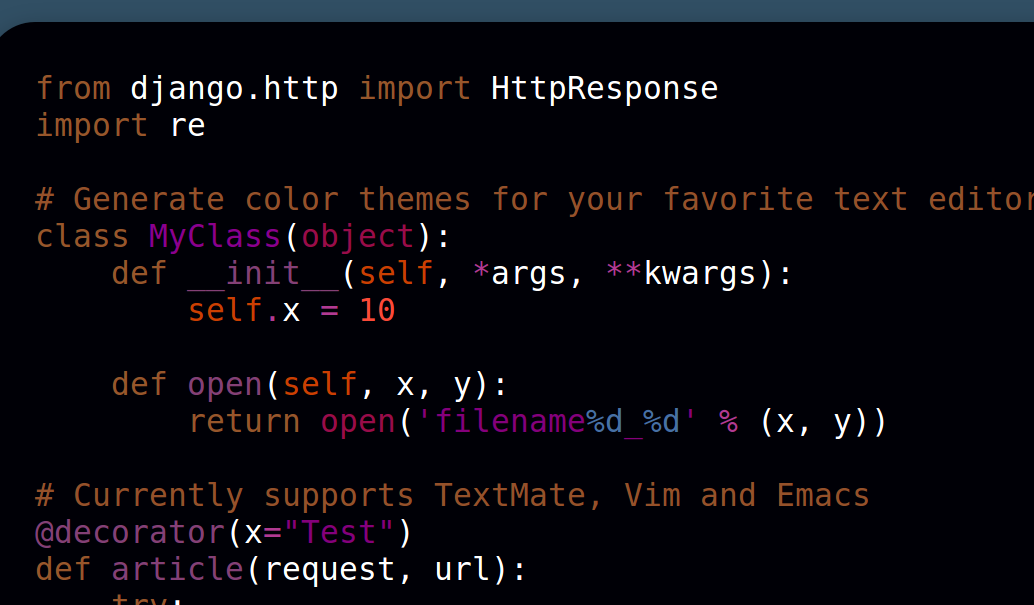 from django.http import HttpResponse
import re
# Generate color themes for your favorite text editor
class MyClass(object):
    def __init__(self, *args, **kwargs):
        self.x = 10
    def open(self, x, y):
        return open('filename%d_%d' % (x, y))
# Currently supports TextMate, Vim and Emacs
@decorator(x="Test")
def article(request, url):
    try: